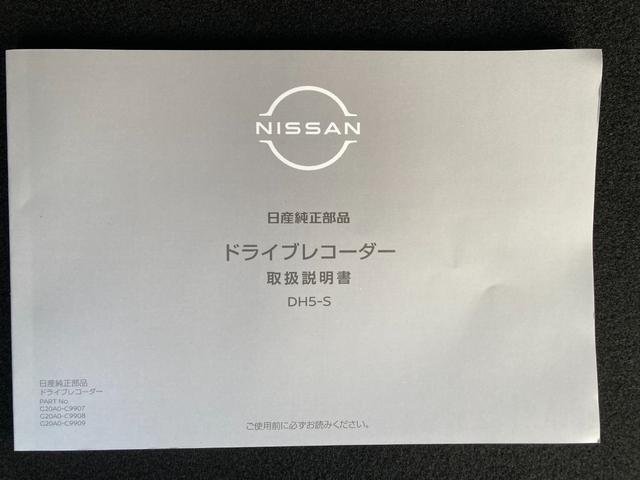 NISSAN
日産純正部品
ドライブレコーダー
取扱説明書
DH5-S
日産純正部品
ドライブレコーダー
PART No.
G20A0-C9907
G20A0-C9908
G20A0-C9909
ご使用前に必ずお読みください。